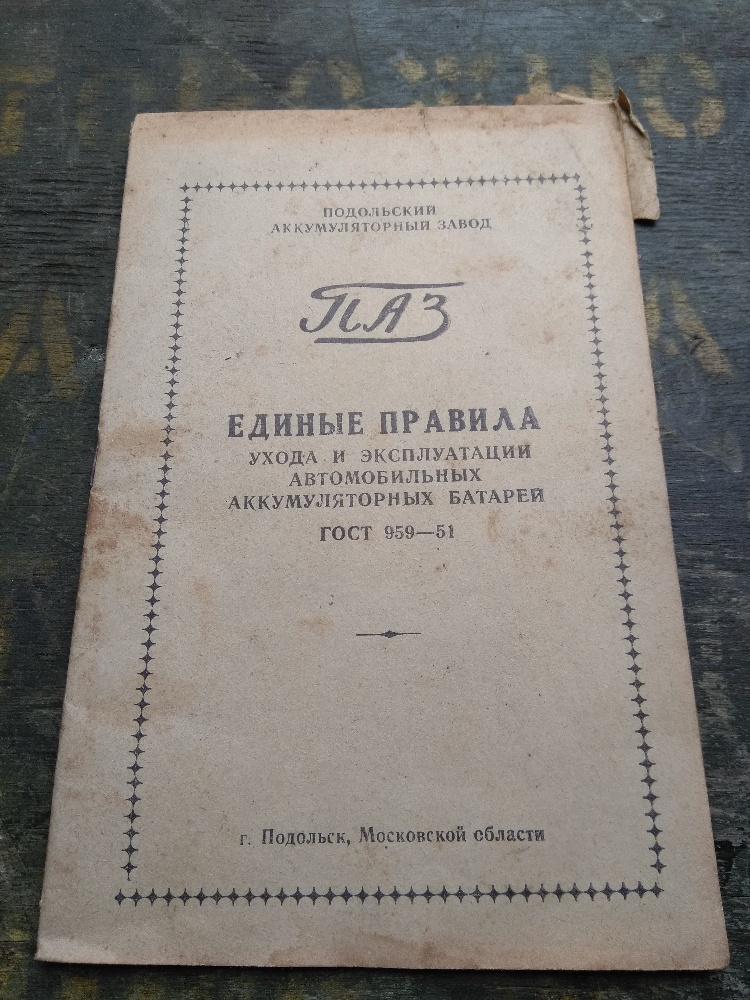 ПОДОЛЬСКИЙ
АККУМУЛЯТОРНЫЙ ЗАВОД
ПАЗ
ЕДИНЫЕ ПРАВИЛА
УХОДА И ЭКСПЛУАТАЦИИ
АВТОМОБИЛЬНЫХ
АККУМУЛЯТОРНЫХ БАТАРЕЙ
ГОСТ 959—51
г. Подольск, Московской области